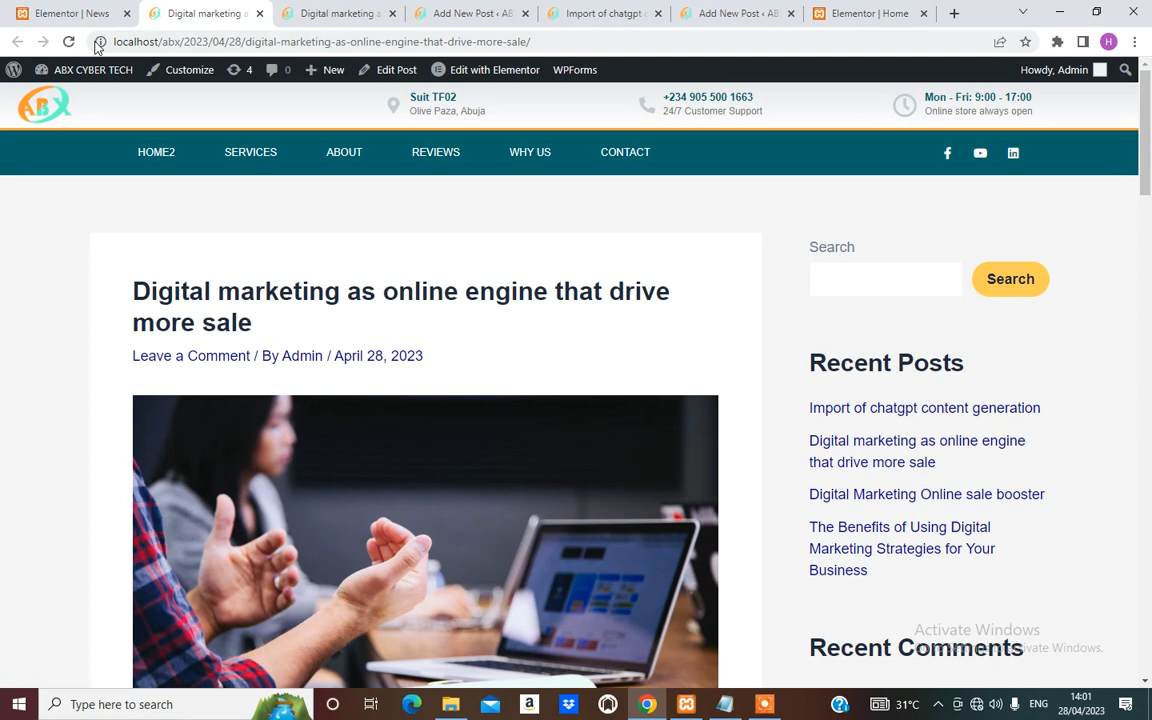 Elementor | News
Digital marketing a
Digital marketing a
Add New Post ‹ AB
Import of chatgpt c
Add New Post ‹ AB
Elementor | Home
localhost/abx/2023/04/28/digital-marketing-as-online-engine-that-drive-more-sale/
H
ABX CYBER TECH
Customize
4
0
New
Edit Post
Edit with Elementor
WPForms
Howdy, Admin
ABX
Suit TF02
Olive Paza, Abuja
+234 905 500 1663
24/7 Customer Support
Mon - Fri: 9:00 - 17:00
Online store always open
HOME2
SERVICES
ABOUT
REVIEWS
WHY US
CONTACT
Digital marketing as online engine that drive
more sale
Leave a Comment / By Admin / April 28, 2023
Search
Search
Recent Posts
Import of chatgpt content generation
Digital marketing as online engine
that drive more sale
Digital Marketing Online sale booster
The Benefits of Using Digital
Marketing Strategies for Your
Business
Recent Comments
Activate Windows
Type here to search
31°C
ENG
14:01
28/04/2023